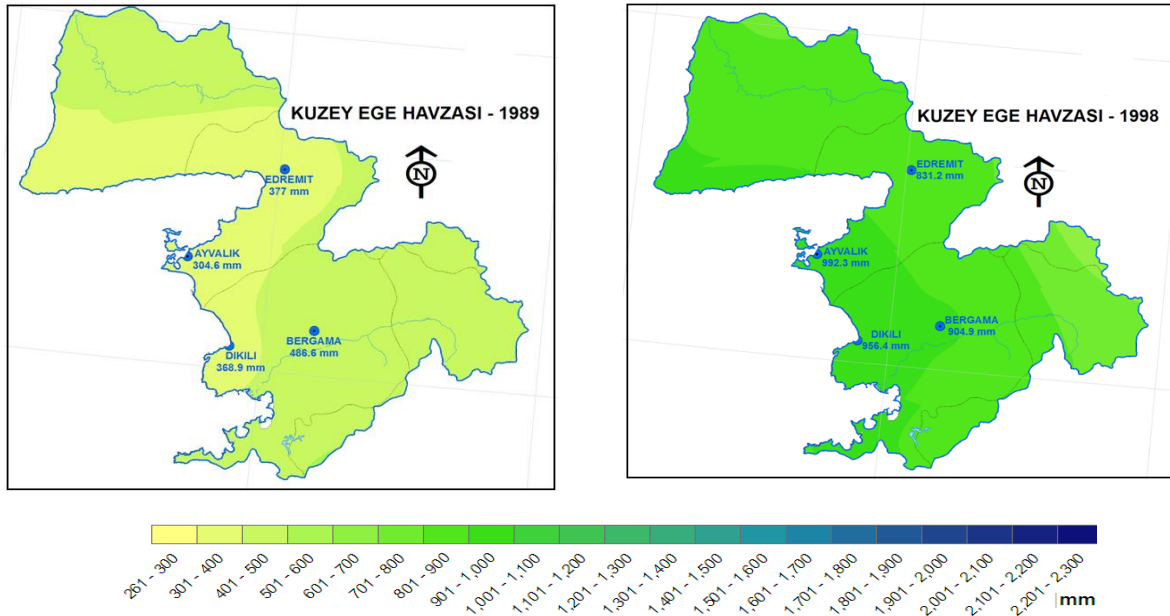 KUZEY EGE HAVZASI - 1989
N
EDREMIT
377 mm
AYVALIK
304.6 mm
BERGAMA
486.6 mm
DIKILI
368.9 mm
KUZEY EGE HAVZASI - 1998
N
EDREMIT
831.2 mm
AYVALIK
992.3 mm
BERGAMA
904.9 mm
DIKILI
956.4 mm
261 - 300
301 - 400
401 - 500
501 - 600
601 - 700
701 - 800
801 - 900
901 - 1,000
1,001 - 1,100
1,101 - 1,200
1,201 - 1,300
1,301 - 1,400
1,401 - 1,500
1,501 - 1,600
1,601 - 1,700
1,701 - 1,800
1,801 - 1,900
1,901 - 2,000
2,001 - 2,100
2,101 - 2,200
2,201 - 2,300
mm